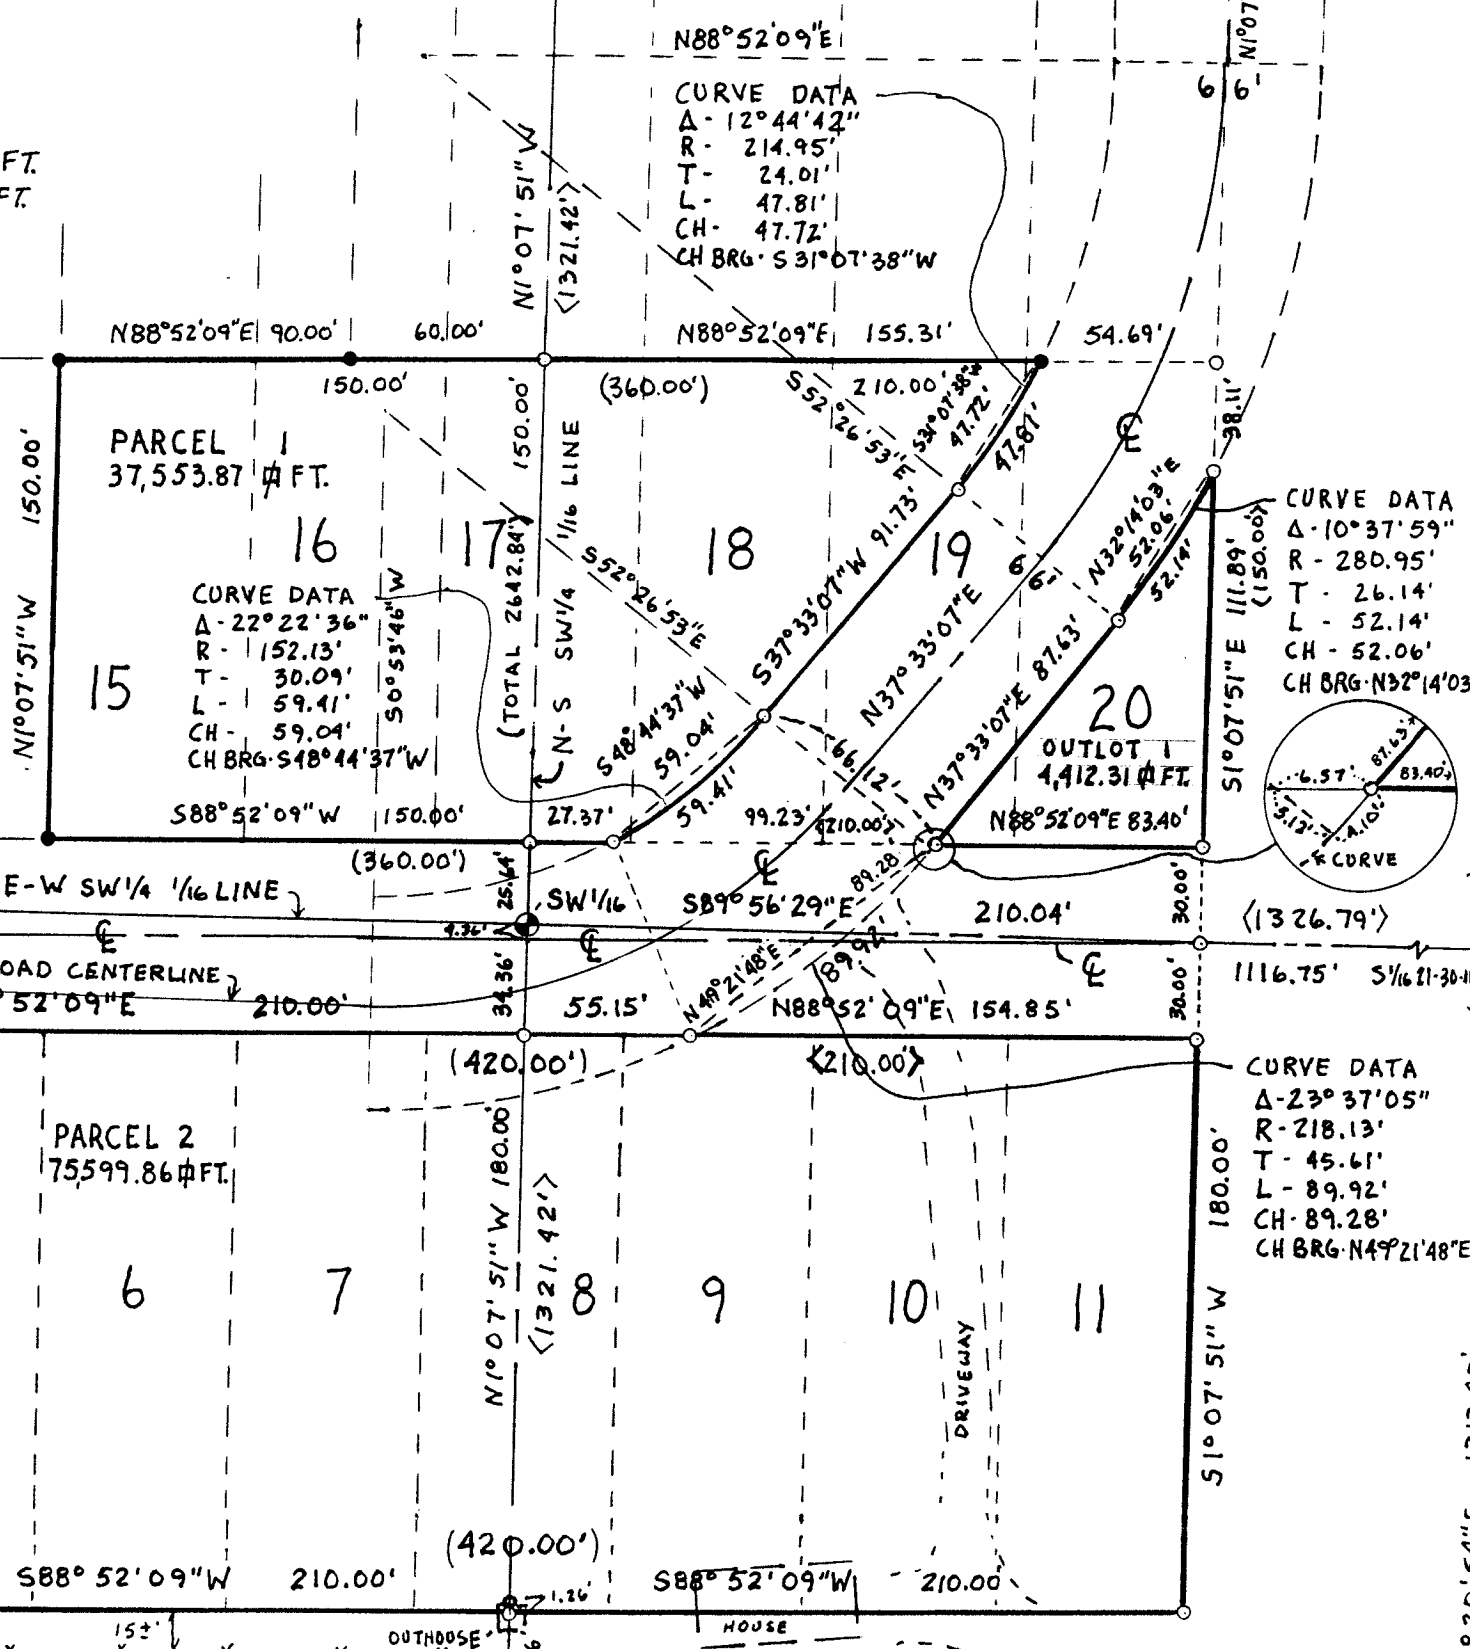 N88°52'09"E
N1°07
6 6'
CURVE DATA
Δ- 12°44'42"
R- 214.95'
T- 24.01'
L- 47.81'
CH- 47.72'
CH BRG- S31°07'38"W
FT.
FT.
N1°07'51"W
<1321.42'>
N88°52'09"E 90.00' 60.00' N88°52'09"E 155.31' 54.69'
150.00' (360.00') 210.00'
PARCEL 1
37,553.87 ⌗ FT.
150.00'
N1°07'51"W
150.00'
(TOTAL 2642.84')
N-S SW1/4 1/16 LINE
S52°26'53"E
S31°07'38"W
47.72'
47.81'
38.11'
℄
15
16
17
18
19
20
OUTLOT 1
4,412.31 ⌗ FT.
S52°26'53"E
S37°33'07"W 91.73'
N37°33'07"E
6 6'
N32°14'03"E
52.06'
52.14'
N37°33'07"E 87.63'
66.12'
S1°07'51"E 111.89'
(150.00')
CURVE DATA
Δ-10°37'59"
R - 280.95'
T - 26.14'
L - 52.14'
CH - 52.06'
CH BRG-N32°14'03
CURVE DATA
Δ-22°22'36"
R- 152.13'
T- 30.09'
L- 59.41'
CH- 59.04'
CH BRG-S48°44'37"W
S0°53'46"W
S48°44'37"W
59.04'
59.41'
87.63'
6.57' 83.40'
5.12' 4.10'
℄ CURVE
S88°52'09"W 150.00' 27.37' 99.23' <210.00'> N88°52'09"E 83.40'
(360.00')
25.64'
89.28
E-W SW1/4 1/16 LINE
SW1/16 S89°56'29"E 210.04' 30.00' <1326.79'>
℄ 4.36' ℄ ℄ ℄
ROAD CENTERLINE
34.36'
N49°21'48"E
89.92'
30.00'
1116.75' S1/16 21-30-11
°52'09"E 210.00' 55.15' N88°52'09"E 154.85'
(420.00') <210.00'>
CURVE DATA
Δ-23°37'05"
R-218.13'
T - 45.61'
L - 89.92'
CH- 89.28'
CH BRG-N49°21'48"E
PARCEL 2
75,599.86 ⌗ FT.
N1°07'51"W 180.00'
<1321.42'>
180.00'
S1°07'51"W
6
7
8
9
10
11
DRIVEWAY
(420.00')
S88°52'09"W 210.00' S88°52'09"W 210.00
1.26'
15±'
OUTHOUSE
HOUSE